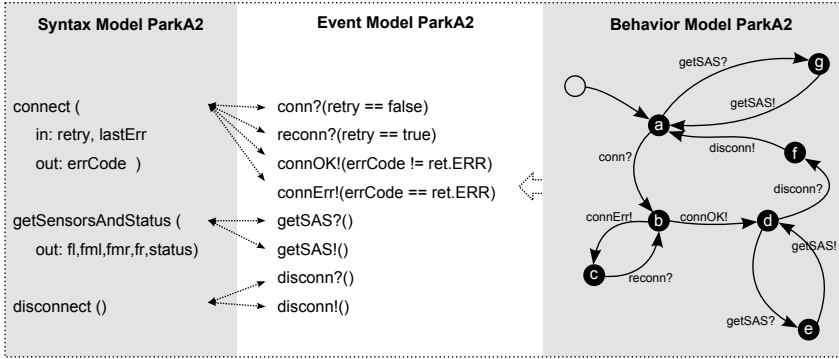 Syntax Model ParkA2
connect (
in: retry, lastErr
out: errCode )
getSensorsAndStatus (
out: fl,fml,fmr,fr,status)
disconnect ()
Event Model ParkA2
conn?(retry == false)
reconn?(retry == true)
connOK!(errCode != ret.ERR)
connErr!(errCode == ret.ERR)
getSAS?()
getSAS!()
disconn?()
disconn!()
Behavior Model ParkA2
getSAS?
g
getSAS!
a
conn?
disconn!
f
disconn?
connErr!
b
connOK!
d
getSAS!
c
reconn?
getSAS?
e